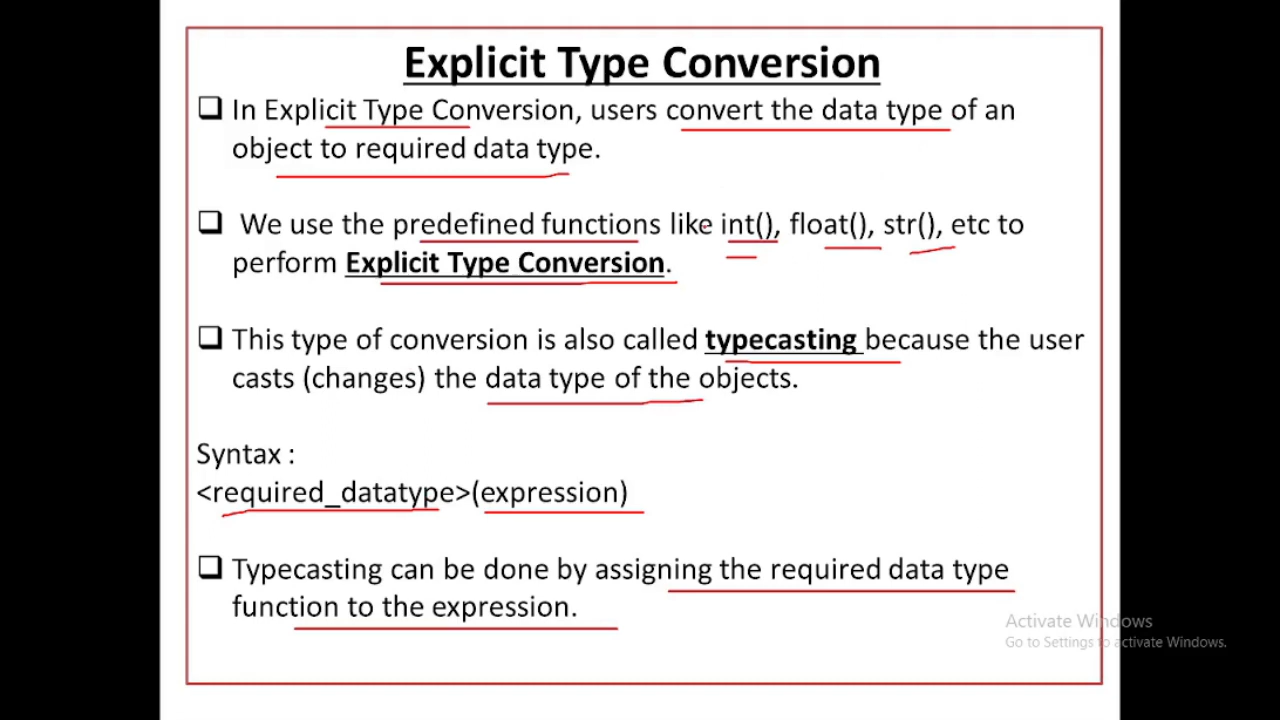 Explicit Type Conversion
❑ In Explicit Type Conversion, users convert the data type of an
object to required data type.
❑ We use the predefined functions like int(), float(), str(), etc to
perform Explicit Type Conversion.
❑ This type of conversion is also called typecasting because the user
casts (changes) the data type of the objects.
Syntax :
<required_datatype>(expression)
❑ Typecasting can be done by assigning the required data type
function to the expression.
Activate Windows
Go to Settings to activate Windows.